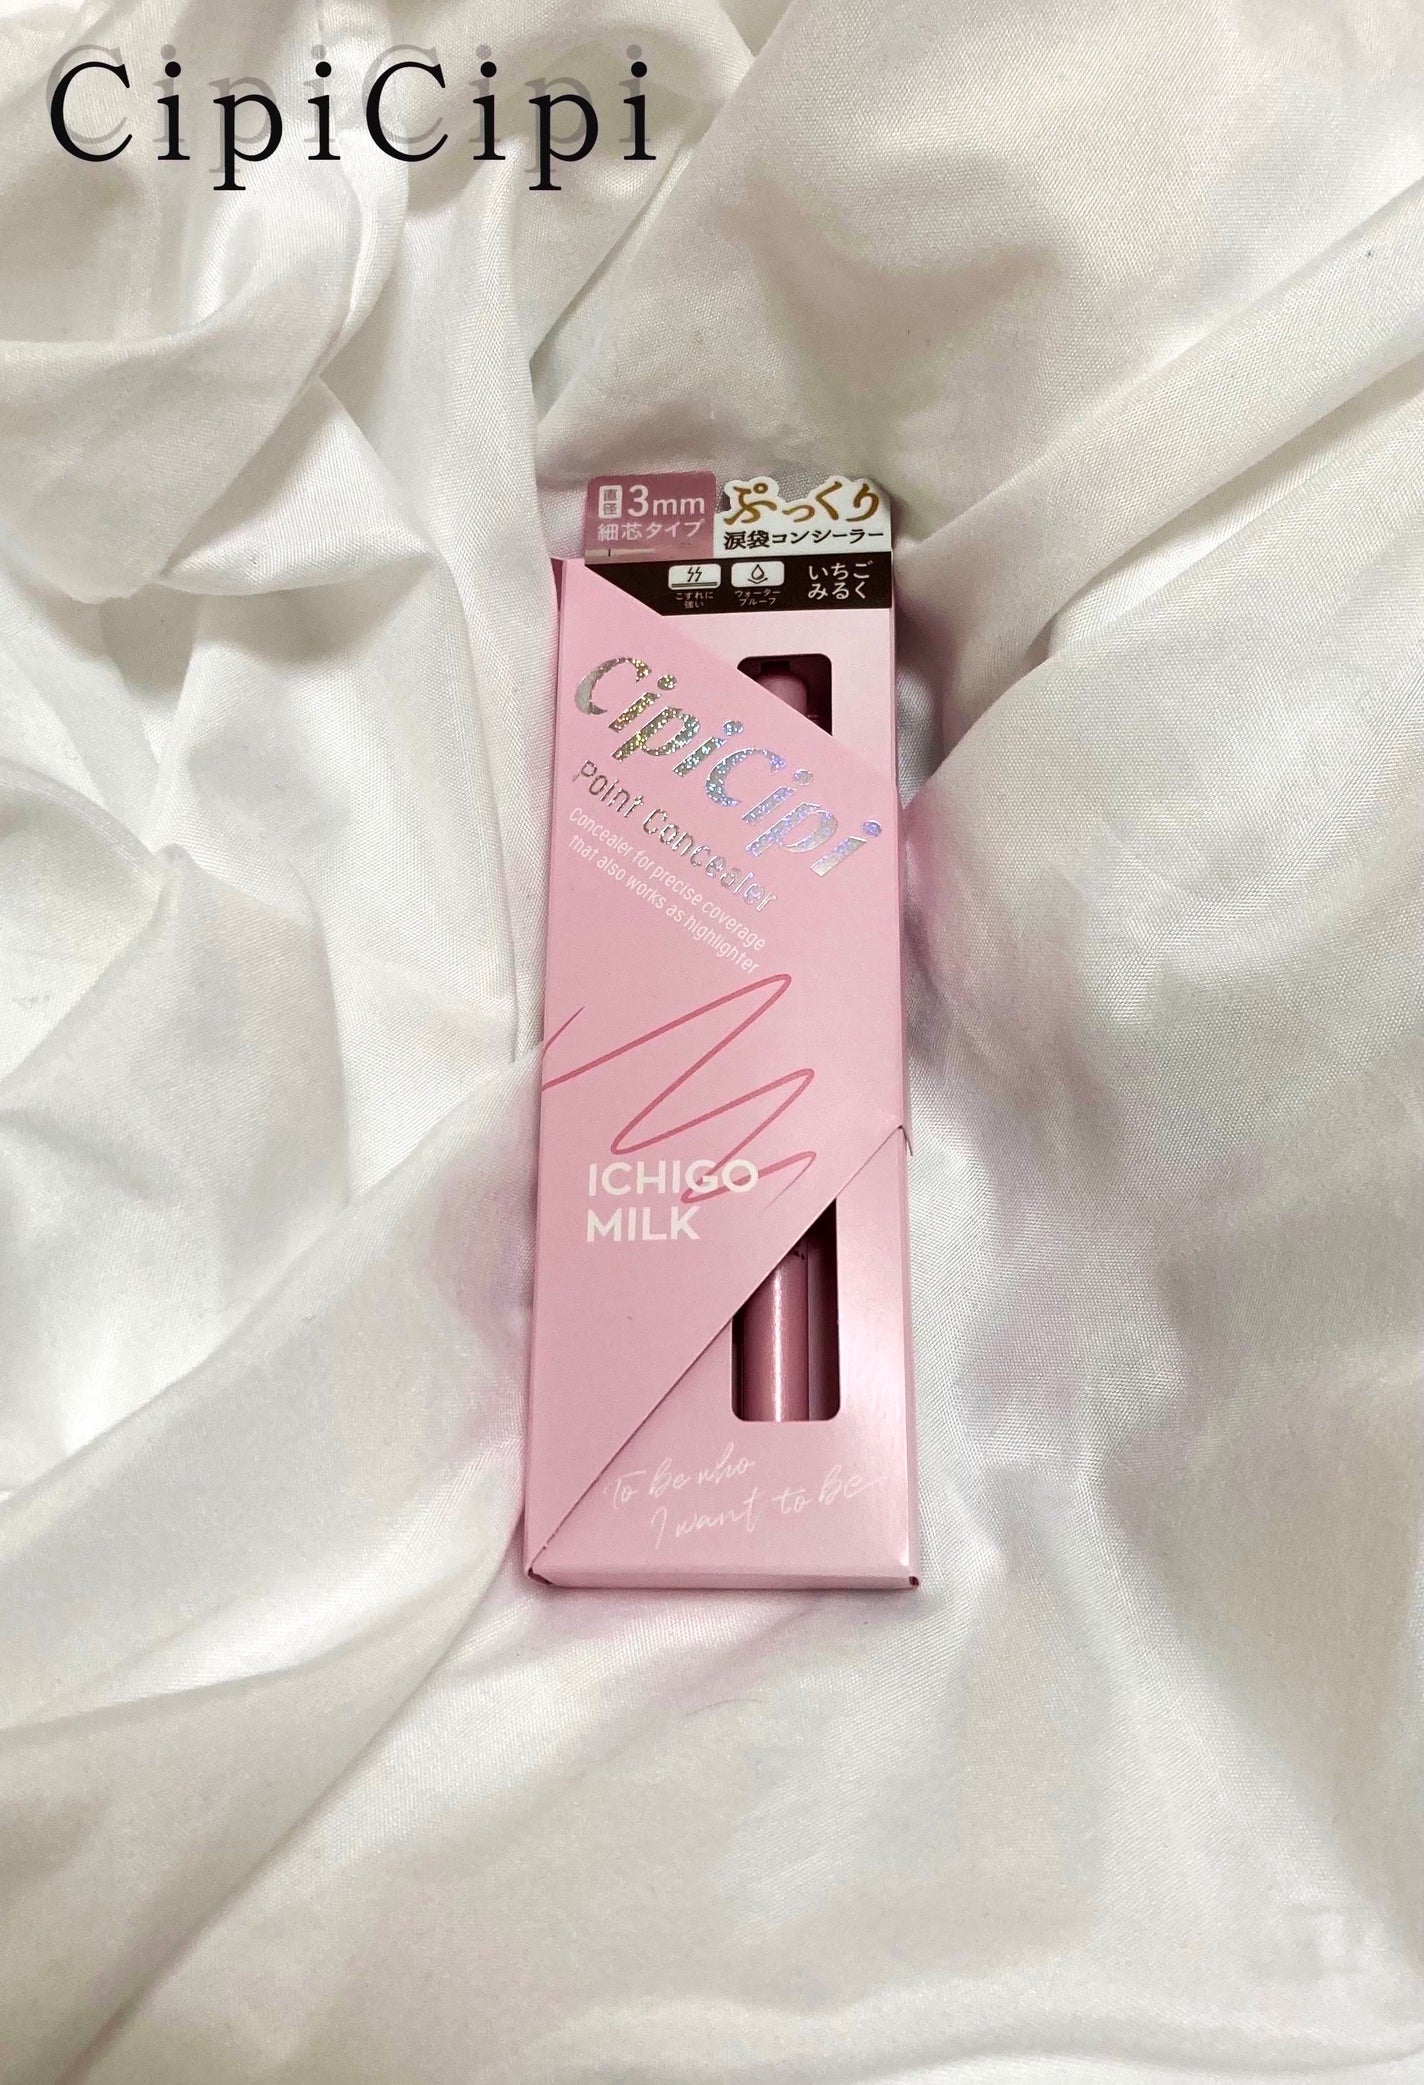 CipiCipi
直径3mm
細芯タイプ
ぷっくり
涙袋コンシーラー
こすれに
強い
ウォーター
プルーフ
いちご
みるく
CipiCipi
Point Concealer
Concealer for precise coverage
that also works as highlighter
ICHIGO
MILK
To be who
I want to be